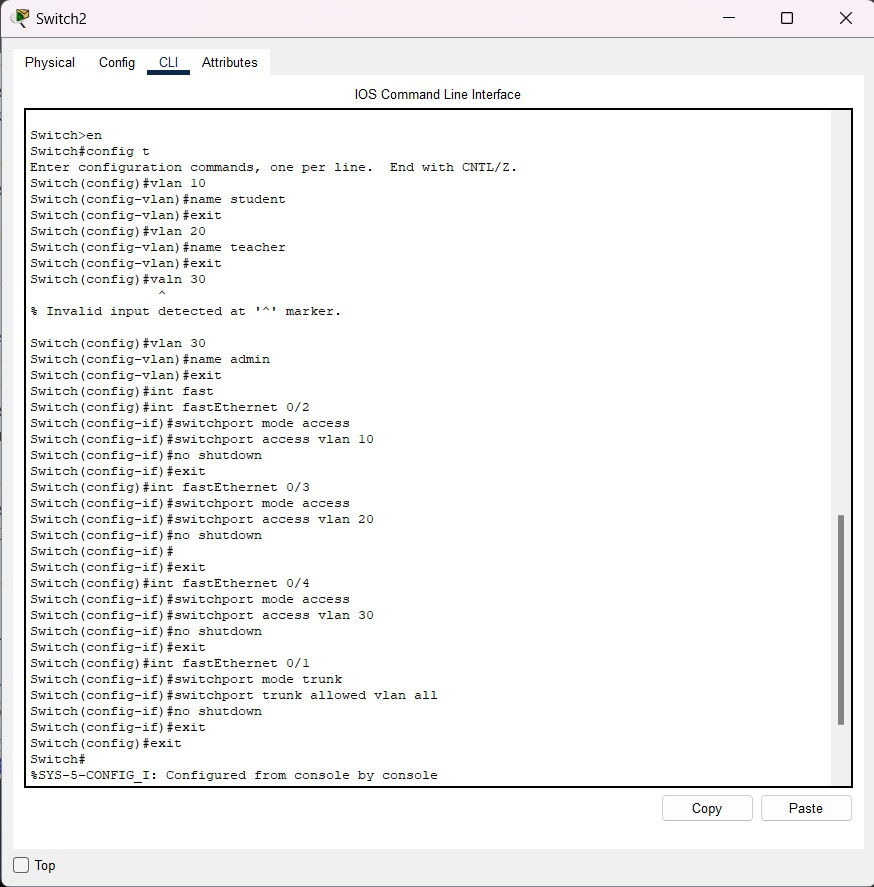 Switch2
Physical Config CLI Attributes
IOS Command Line Interface
Switch>en
Switch#config t
Enter configuration commands, one per line.  End with CNTL/Z.
Switch(config)#vlan 10
Switch(config-vlan)#name student
Switch(config-vlan)#exit
Switch(config)#vlan 20
Switch(config-vlan)#name teacher
Switch(config-vlan)#exit
Switch(config)#valn 30
^
% Invalid input detected at '^' marker.
Switch(config)#vlan 30
Switch(config-vlan)#name admin
Switch(config-vlan)#exit
Switch(config)#int fast
Switch(config)#int fastEthernet 0/2
Switch(config-if)#switchport mode access
Switch(config-if)#switchport access vlan 10
Switch(config-if)#no shutdown
Switch(config-if)#exit
Switch(config)#int fastEthernet 0/3
Switch(config-if)#switchport mode access
Switch(config-if)#switchport access vlan 20
Switch(config-if)#no shutdown
Switch(config-if)#
Switch(config-if)#exit
Switch(config)#int fastEthernet 0/4
Switch(config-if)#switchport mode access
Switch(config-if)#switchport access vlan 30
Switch(config-if)#no shutdown
Switch(config-if)#exit
Switch(config)#int fastEthernet 0/1
Switch(config-if)#switchport mode trunk
Switch(config-if)#switchport trunk allowed vlan all
Switch(config-if)#no shutdown
Switch(config-if)#exit
Switch(config)#exit
Switch#
%SYS-5-CONFIG_I: Configured from console by console
Copy Paste
Top